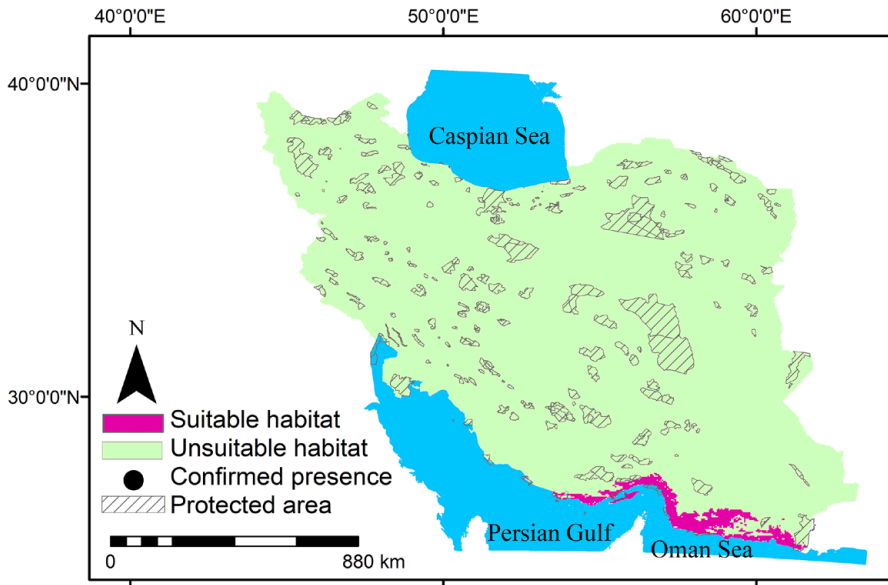 40°0'0"E 50°0'0"E 60°0'0"E
40°0'0"N
Caspian Sea
N
30°0'0"N
Suitable habitat
Unsuitable habitat
Confirmed presence
Protected area
Persian Gulf
Oman Sea
0 880 km